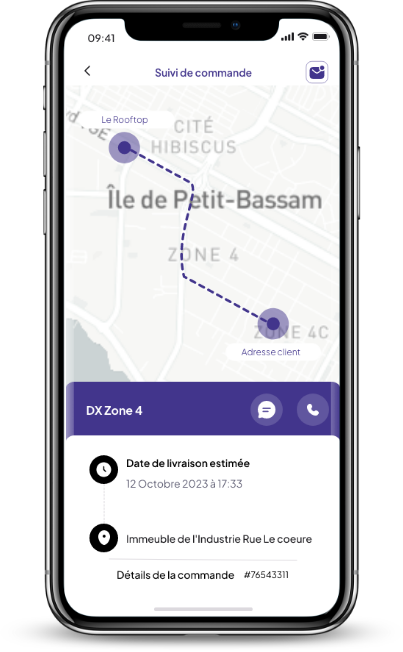 09:41
Suivi de commande
Le Rooftop
CITÉ
HIBISCUS
Île de Petit-Bassam
ZONE 4
ZONE 4C
Adresse client
DX Zone 4
Date de livraison estimée
12 Octobre 2023 à 17:33
Immeuble de l'Industrie Rue Le coeure
Détails de la commande #76543311